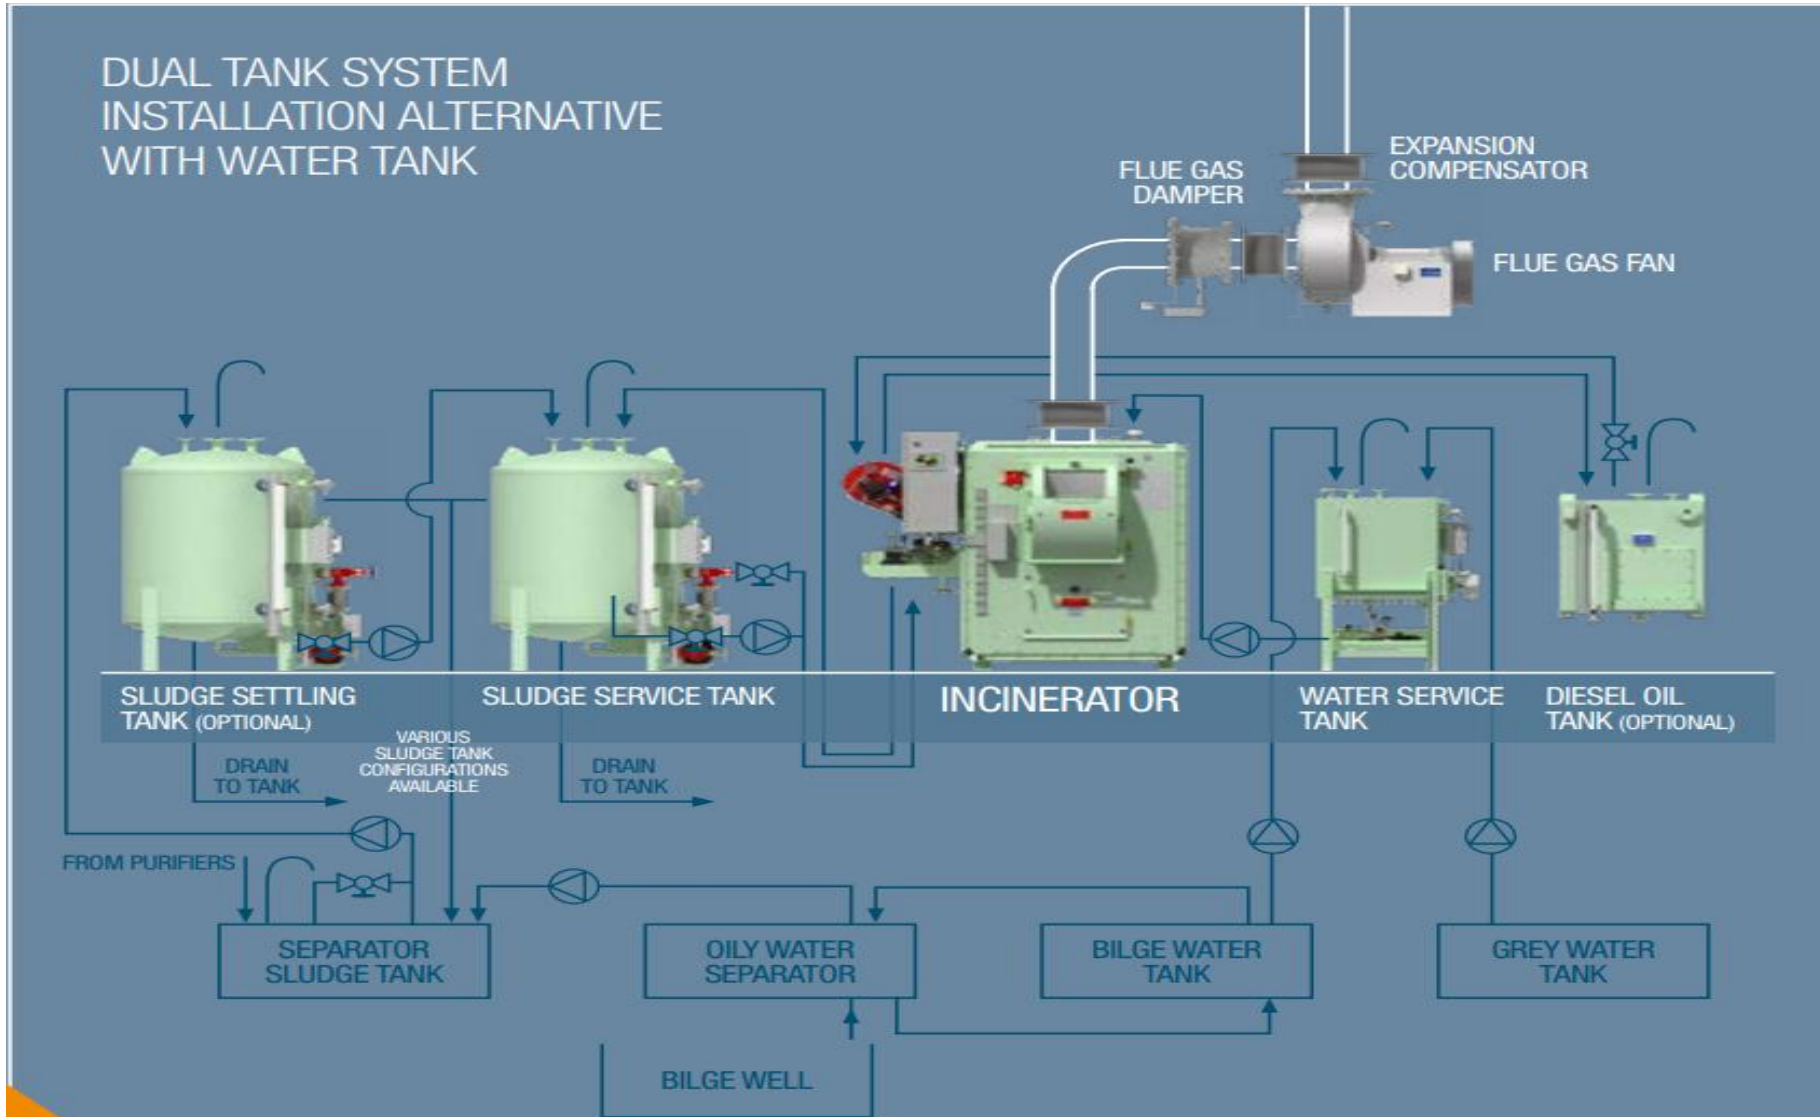 DUAL TANK SYSTEM
INSTALLATION ALTERNATIVE
WITH WATER TANK
EXPANSION
COMPENSATOR
FLUE GAS
DAMPER
FLUE GAS FAN
SLUDGE SETTLING
TANK (OPTIONAL)
SLUDGE SERVICE TANK
INCINERATOR
WATER SERVICE
TANK
DIESEL OIL
TANK (OPTIONAL)
VARIOUS
SLUDGE TANK
CONFIGURATIONS
AVAILABLE
DRAIN
TO TANK
DRAIN
TO TANK
FROM PURIFIERS
SEPARATOR
SLUDGE TANK
OILY WATER
SEPARATOR
BILGE WATER
TANK
GREY WATER
TANK
BILGE WELL